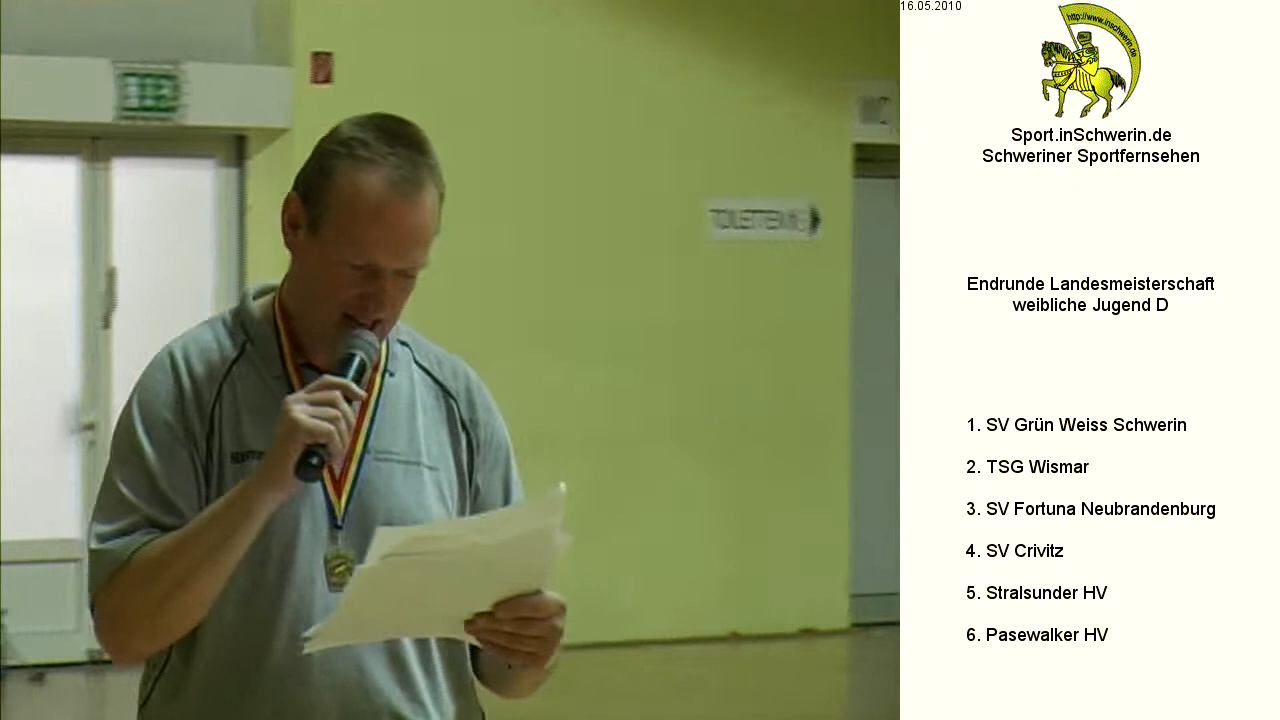 16.05.2010
http://www.inschwerin.de
Sport.inSchwerin.de
Schweriner Sportfernsehen
TOILETTEN
Endrunde Landesmeisterschaft
weibliche Jugend D
1. SV Grün Weiss Schwerin
2. TSG Wismar
3. SV Fortuna Neubrandenburg
4. SV Crivitz
5. Stralsunder HV
6. Pasewalker HV